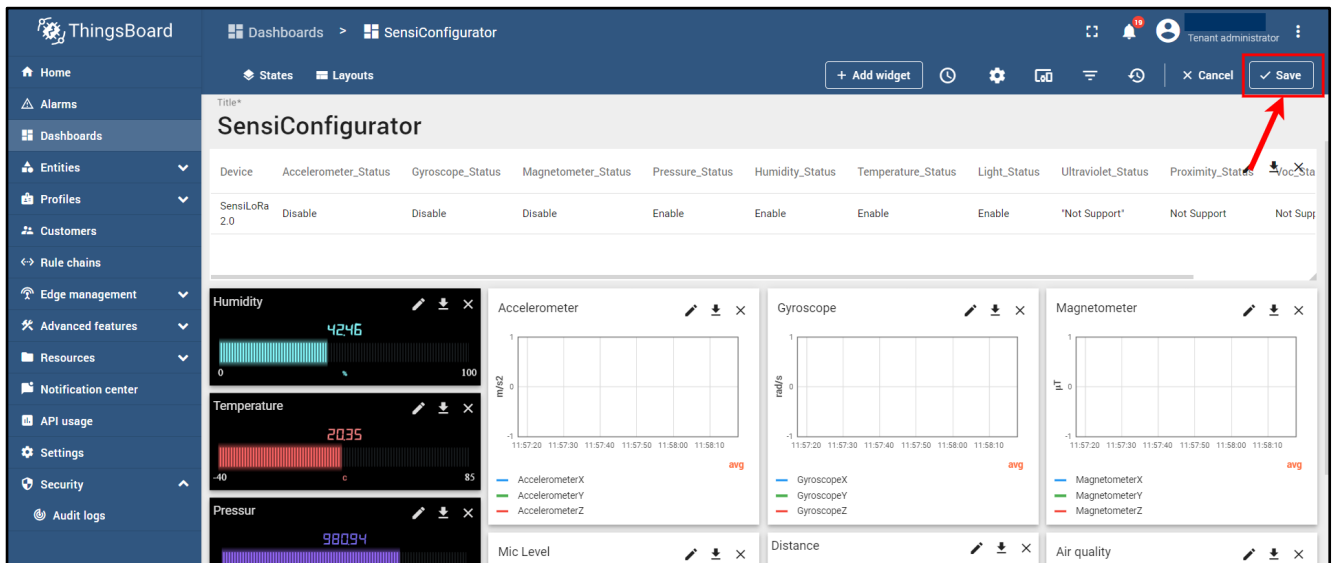 ThingsBoard
Dashboards > SensiConfigurator
19
Tenant administrator
Home
States Layouts
+ Add widget
Cancel
Save
Alarms
Dashboards
Entities
Profiles
Customers
Rule chains
Edge management
Advanced features
Resources
Notification center
API usage
Settings
Security
Audit logs
Title*
SensiConfigurator
Device Accelerometer_Status Gyroscope_Status Magnetometer_Status Pressure_Status Humidity_Status Temperature_Status Light_Status Ultraviolet_Status Proximity_Status Voc_Sta
SensiLoRa
2.0
Disable Disable Disable Enable Enable Enable Enable "Not Support" Not Support Not Supp
Humidity
42.46
0 % 100
Temperature
20.35
-40 C 85
Pressur
980.94
Accelerometer
1
m/s2
0
-1
11:57:20 11:57:30 11:57:40 11:57:50 11:58:00 11:58:10
avg
AccelerometerX
AccelerometerY
AccelerometerZ
Gyroscope
1
rad/s
0
-1
11:57:20 11:57:30 11:57:40 11:57:50 11:58:00 11:58:10
avg
GyroscopeX
GyroscopeY
GyroscopeZ
Magnetometer
1
µT
0
-1
11:57:20 11:57:30 11:57:40 11:57:50 11:58:00 11:58:10
avg
MagnetometerX
MagnetometerY
MagnetometerZ
Mic Level
Distance
Air quality